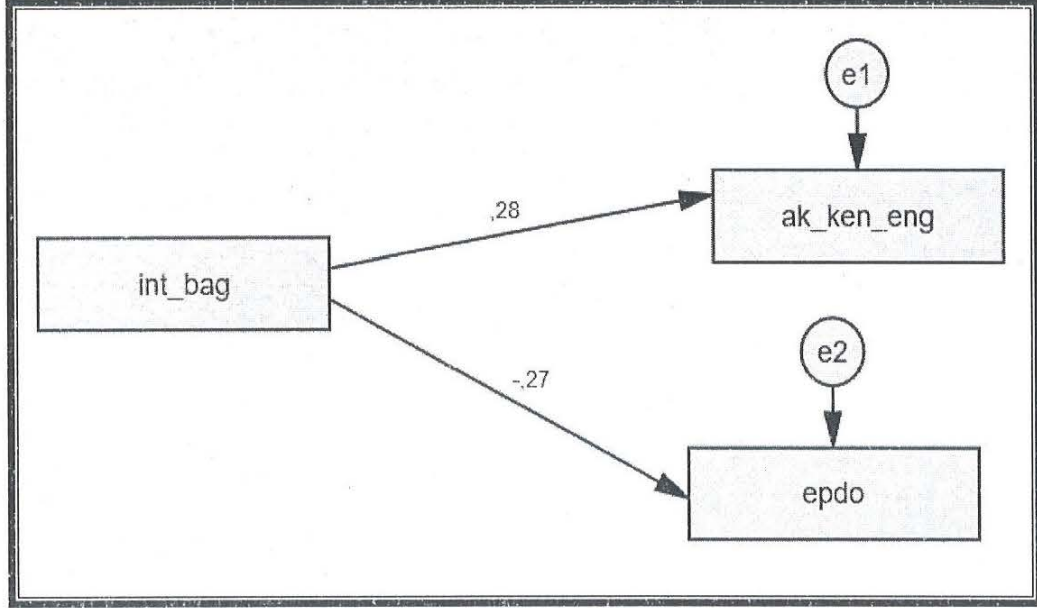 e1
,28
ak_ken_eng
int_bag
e2
-,27
epdo